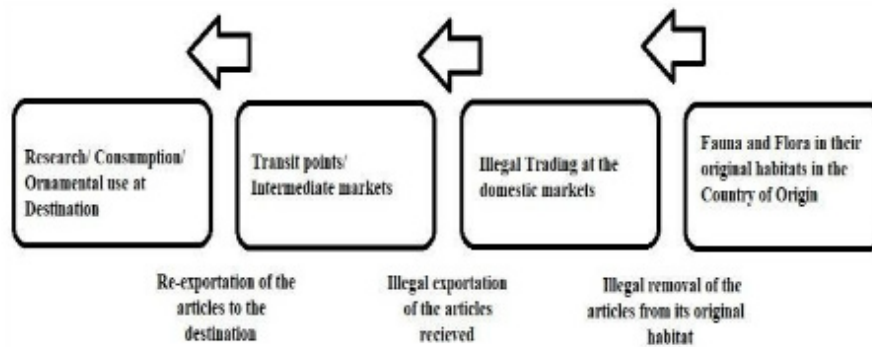 Research/ Consumption/
Ornamental use at
Destination
Transit points/
Intermediate markets
Illegal Trading at the
domestic markets
Fauna and Flora in their
original habitats in the
Country of Origin
Re-exportation of the
articles to the
destination
Illegal exportation
of the articles
recieved
Illegal removal of the
articles from its original
habitat